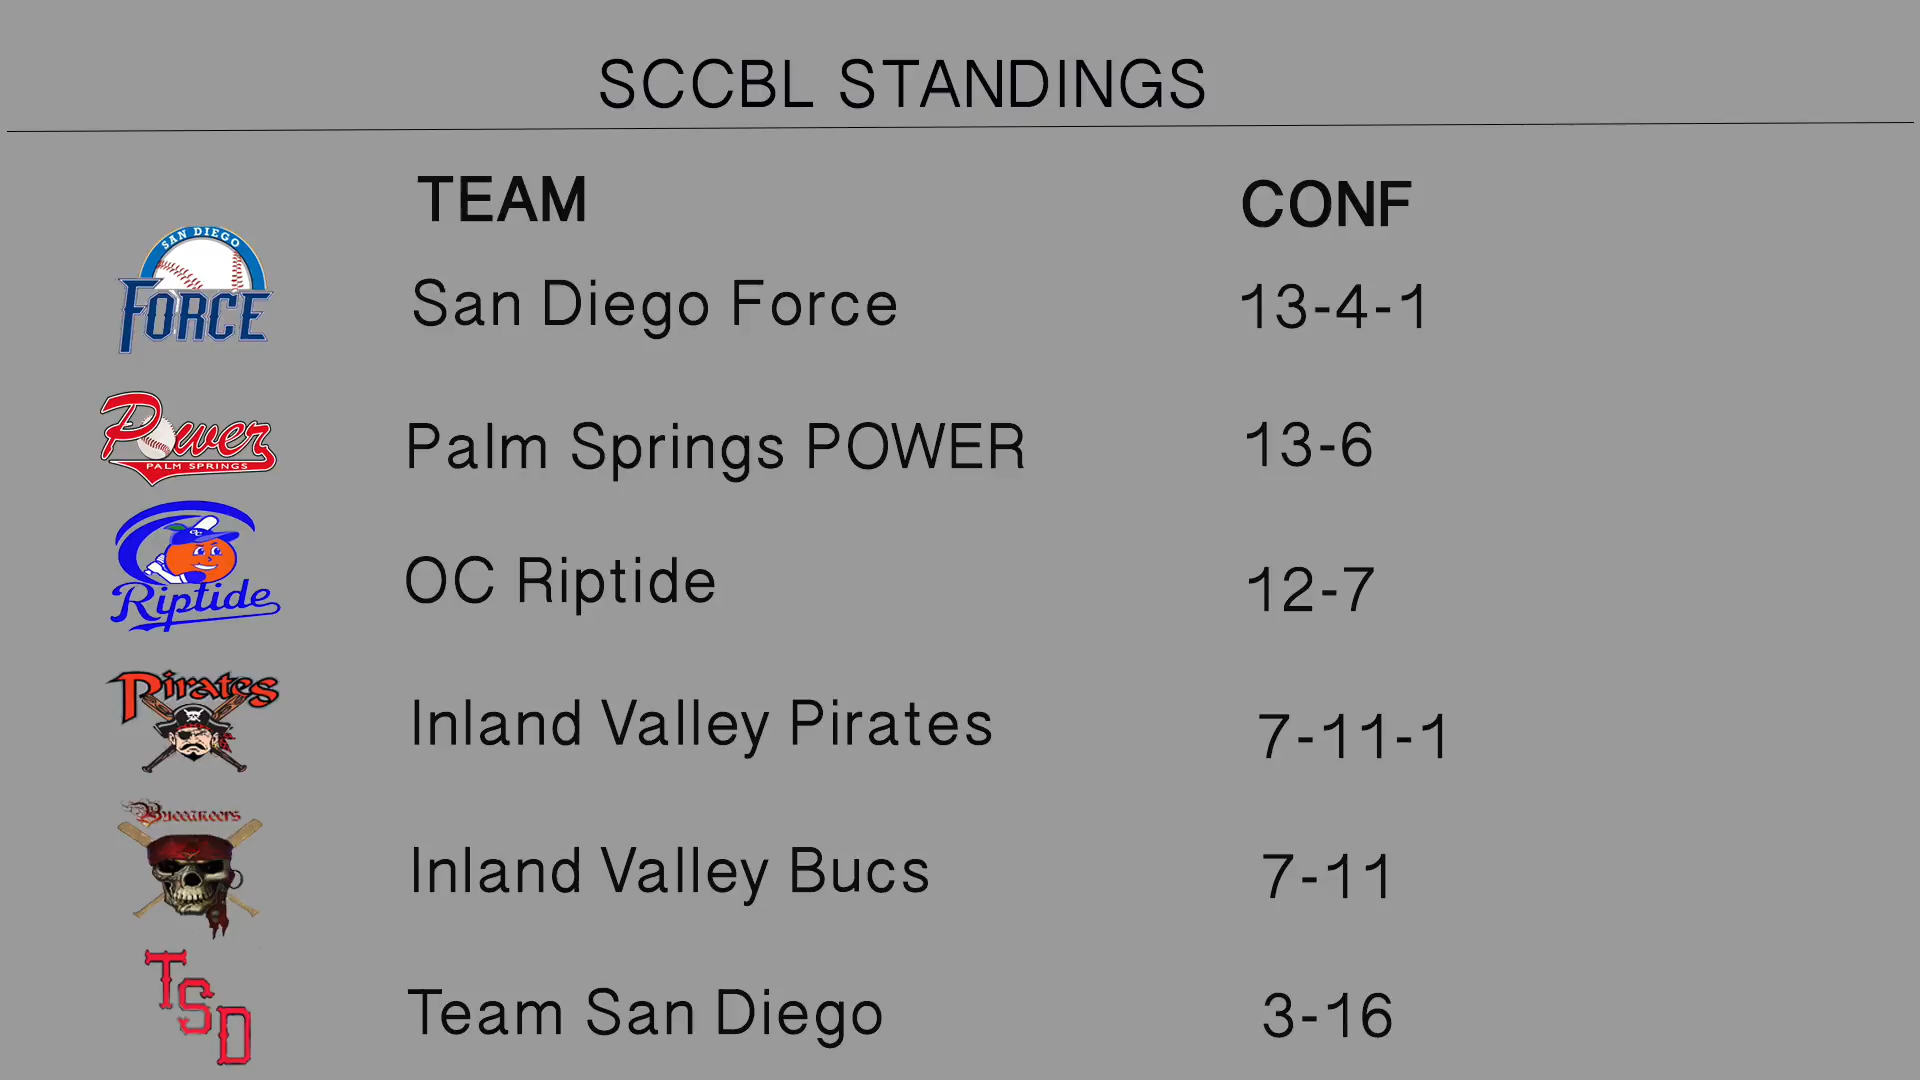 SCCBL STANDINGS
TEAM CONF
SAN DIEGO
FORCE
San Diego Force 13-4-1
Power
PALM SPRINGS
Palm Springs POWER 13-6
Riptide
OC Riptide 12-7
Pirates
Inland Valley Pirates 7-11-1
Buccaneers
Inland Valley Bucs 7-11
TSD
Team San Diego 3-16